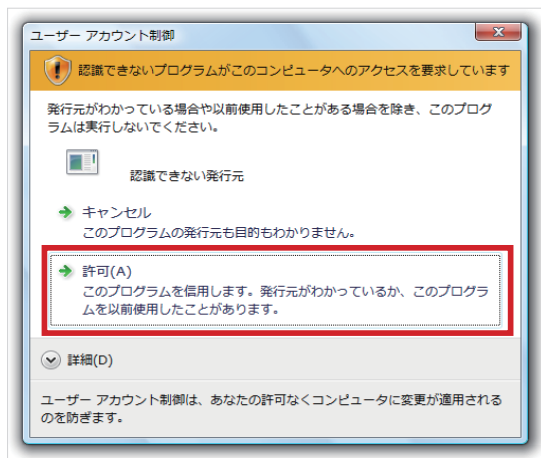 ユーザー アカウント制御
認識できないプログラムがこのコンピュータへのアクセスを要求しています
発行元がわかっている場合や以前使用したことがある場合を除き、このプログ
ラムは実行しないでください。
認識できない発行元
キャンセル
このプログラムの発行元も目的もわかりません。
許可(A)
このプログラムを信用します。発行元がわかっているか、このプログラ
ムを以前使用したことがあります。
詳細(D)
ユーザー アカウント制御は、あなたの許可なくコンピュータに変更が適用される
のを防ぎます。